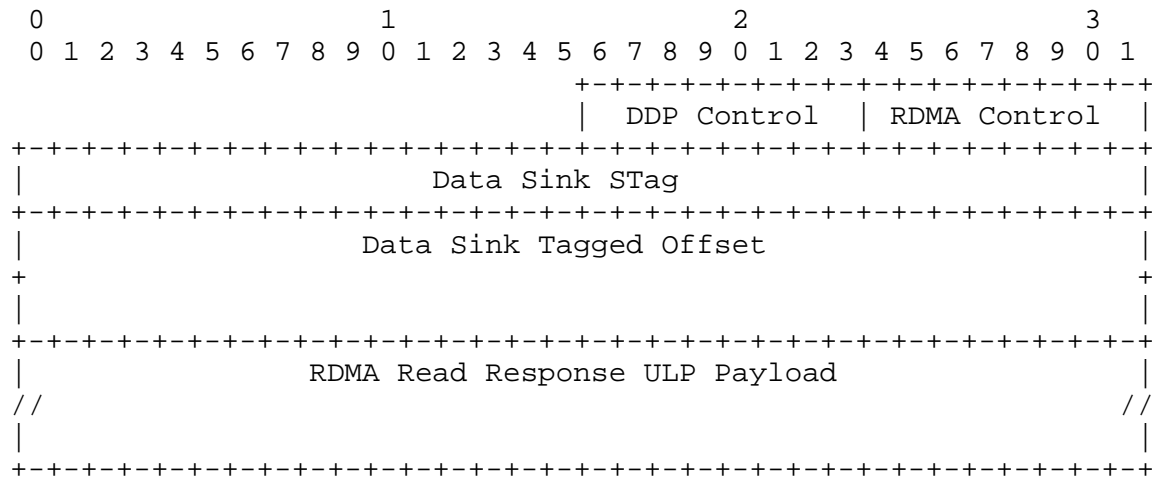 0                   1                   2                   3
0 1 2 3 4 5 6 7 8 9 0 1 2 3 4 5 6 7 8 9 0 1 2 3 4 5 6 7 8 9 0 1
                                +-+-+-+-+-+-+-+-+-+-+-+-+-+-+-+-+
                                |  DDP Control  | RDMA Control  |
+-+-+-+-+-+-+-+-+-+-+-+-+-+-+-+-+-+-+-+-+-+-+-+-+-+-+-+-+-+-+-+-+
|                       Data Sink STag                          |
+-+-+-+-+-+-+-+-+-+-+-+-+-+-+-+-+-+-+-+-+-+-+-+-+-+-+-+-+-+-+-+-+
|                   Data Sink Tagged Offset                     |
+                                                               +
|                                                               |
+-+-+-+-+-+-+-+-+-+-+-+-+-+-+-+-+-+-+-+-+-+-+-+-+-+-+-+-+-+-+-+-+
|                RDMA Read Response ULP Payload                 |
//                                                             //
|                                                               |
+-+-+-+-+-+-+-+-+-+-+-+-+-+-+-+-+-+-+-+-+-+-+-+-+-+-+-+-+-+-+-+-+